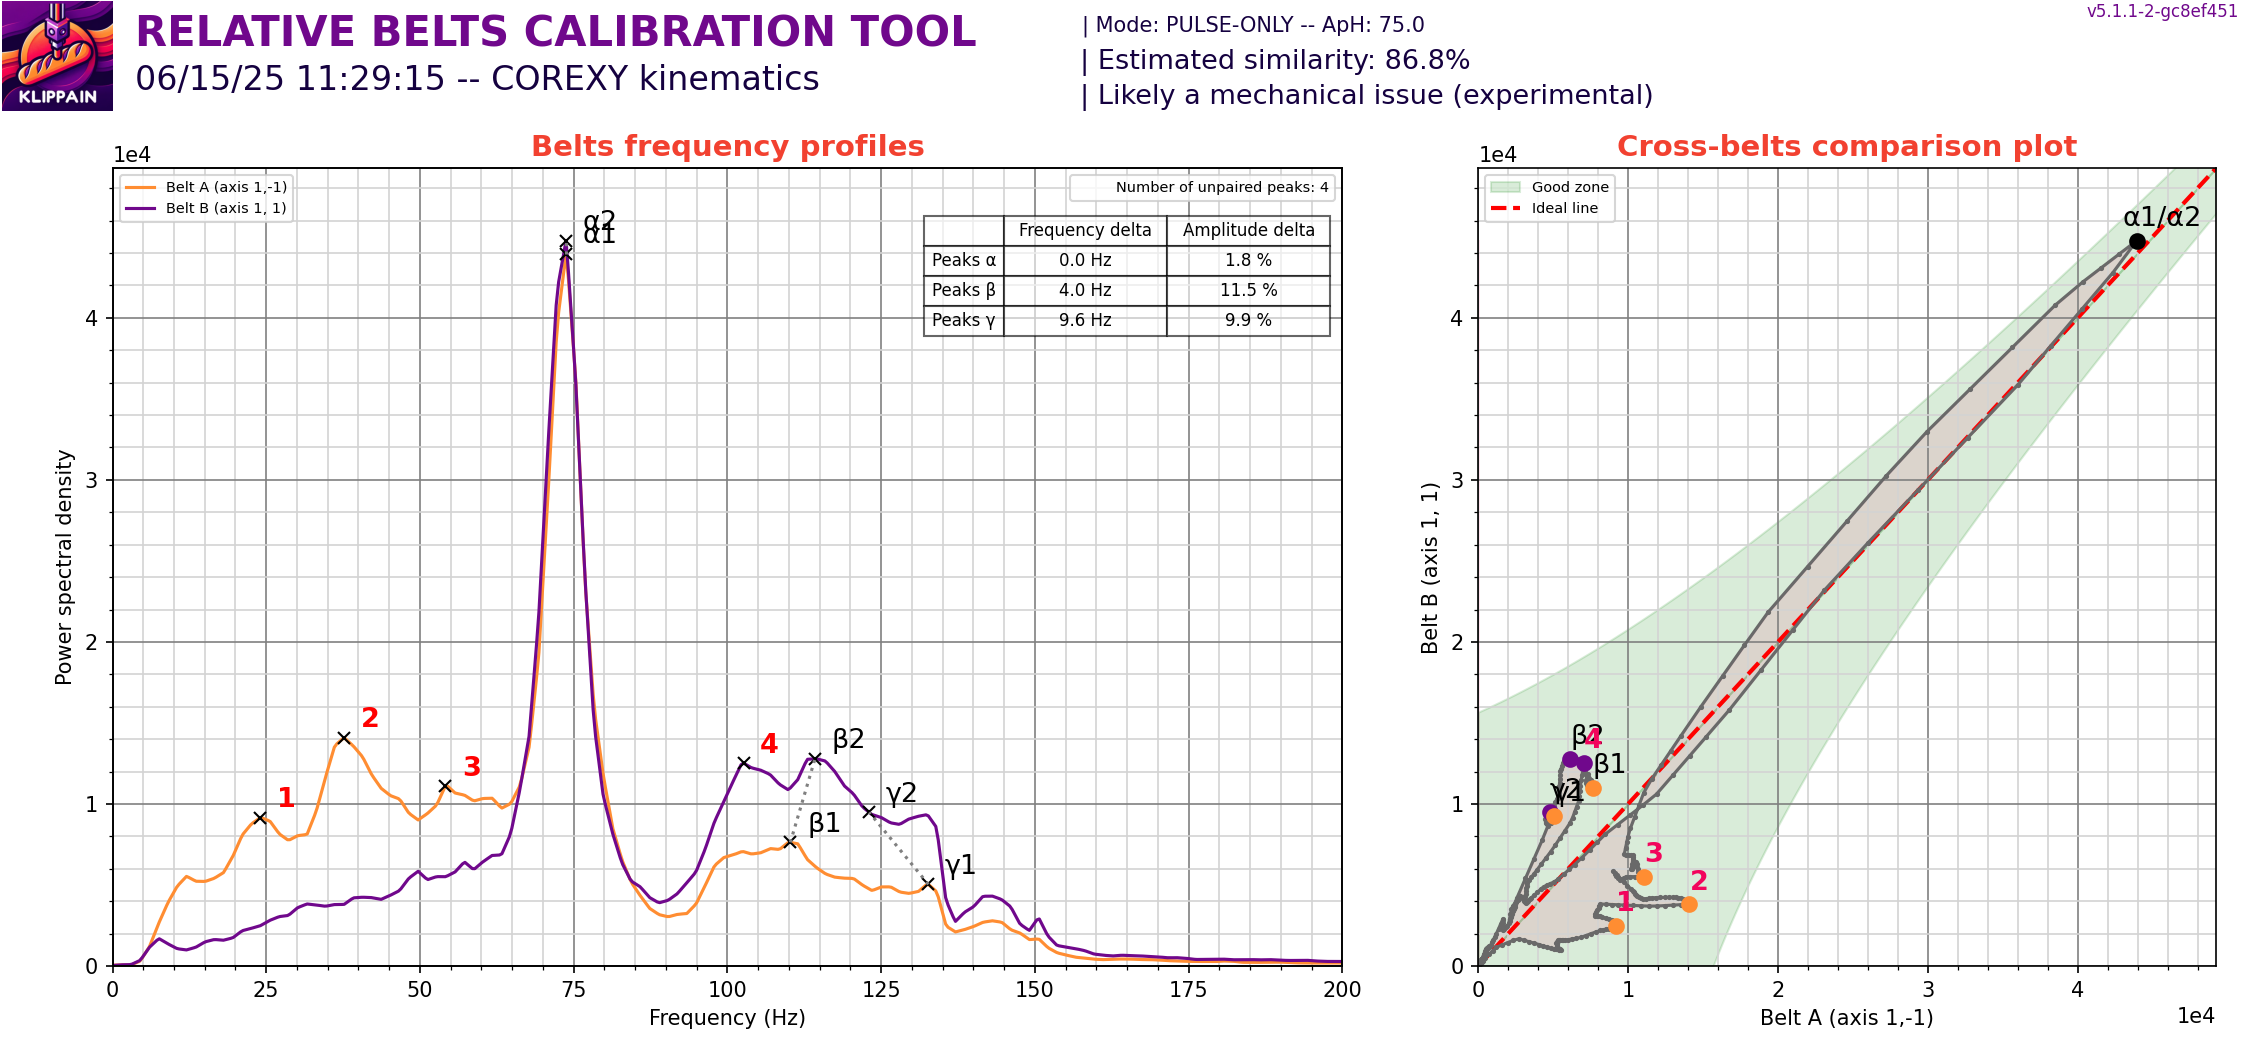 KLIPPAIN
RELATIVE BELTS CALIBRATION TOOL
06/15/25 11:29:15 -- COREXY kinematics
| Mode: PULSE-ONLY -- ApH: 75.0
| Estimated similarity: 86.8%
| Likely a mechanical issue (experimental)
v5.1.1-2-gc8ef451
Belts frequency profiles
1e4
Belt A (axis 1,-1)
Belt B (axis 1, 1)
Number of unpaired peaks: 4
Frequency delta Amplitude delta
Peaks α 0.0 Hz 1.8 %
Peaks β 4.0 Hz 11.5 %
Peaks γ 9.6 Hz 9.9 %
α2
α1
1
2
3
4
β2
β1
γ2
γ1
Power spectral density
4
3
2
1
0
0 25 50 75 100 125 150 175 200
Frequency (Hz)
Cross-belts comparison plot
1e4
Good zone
Ideal line
α1/α2
β2
4
β1
γ2
γ1
3
2
1
Belt B (axis 1, 1)
4
3
2
1
0
0 1 2 3 4
Belt A (axis 1,-1)
1e4